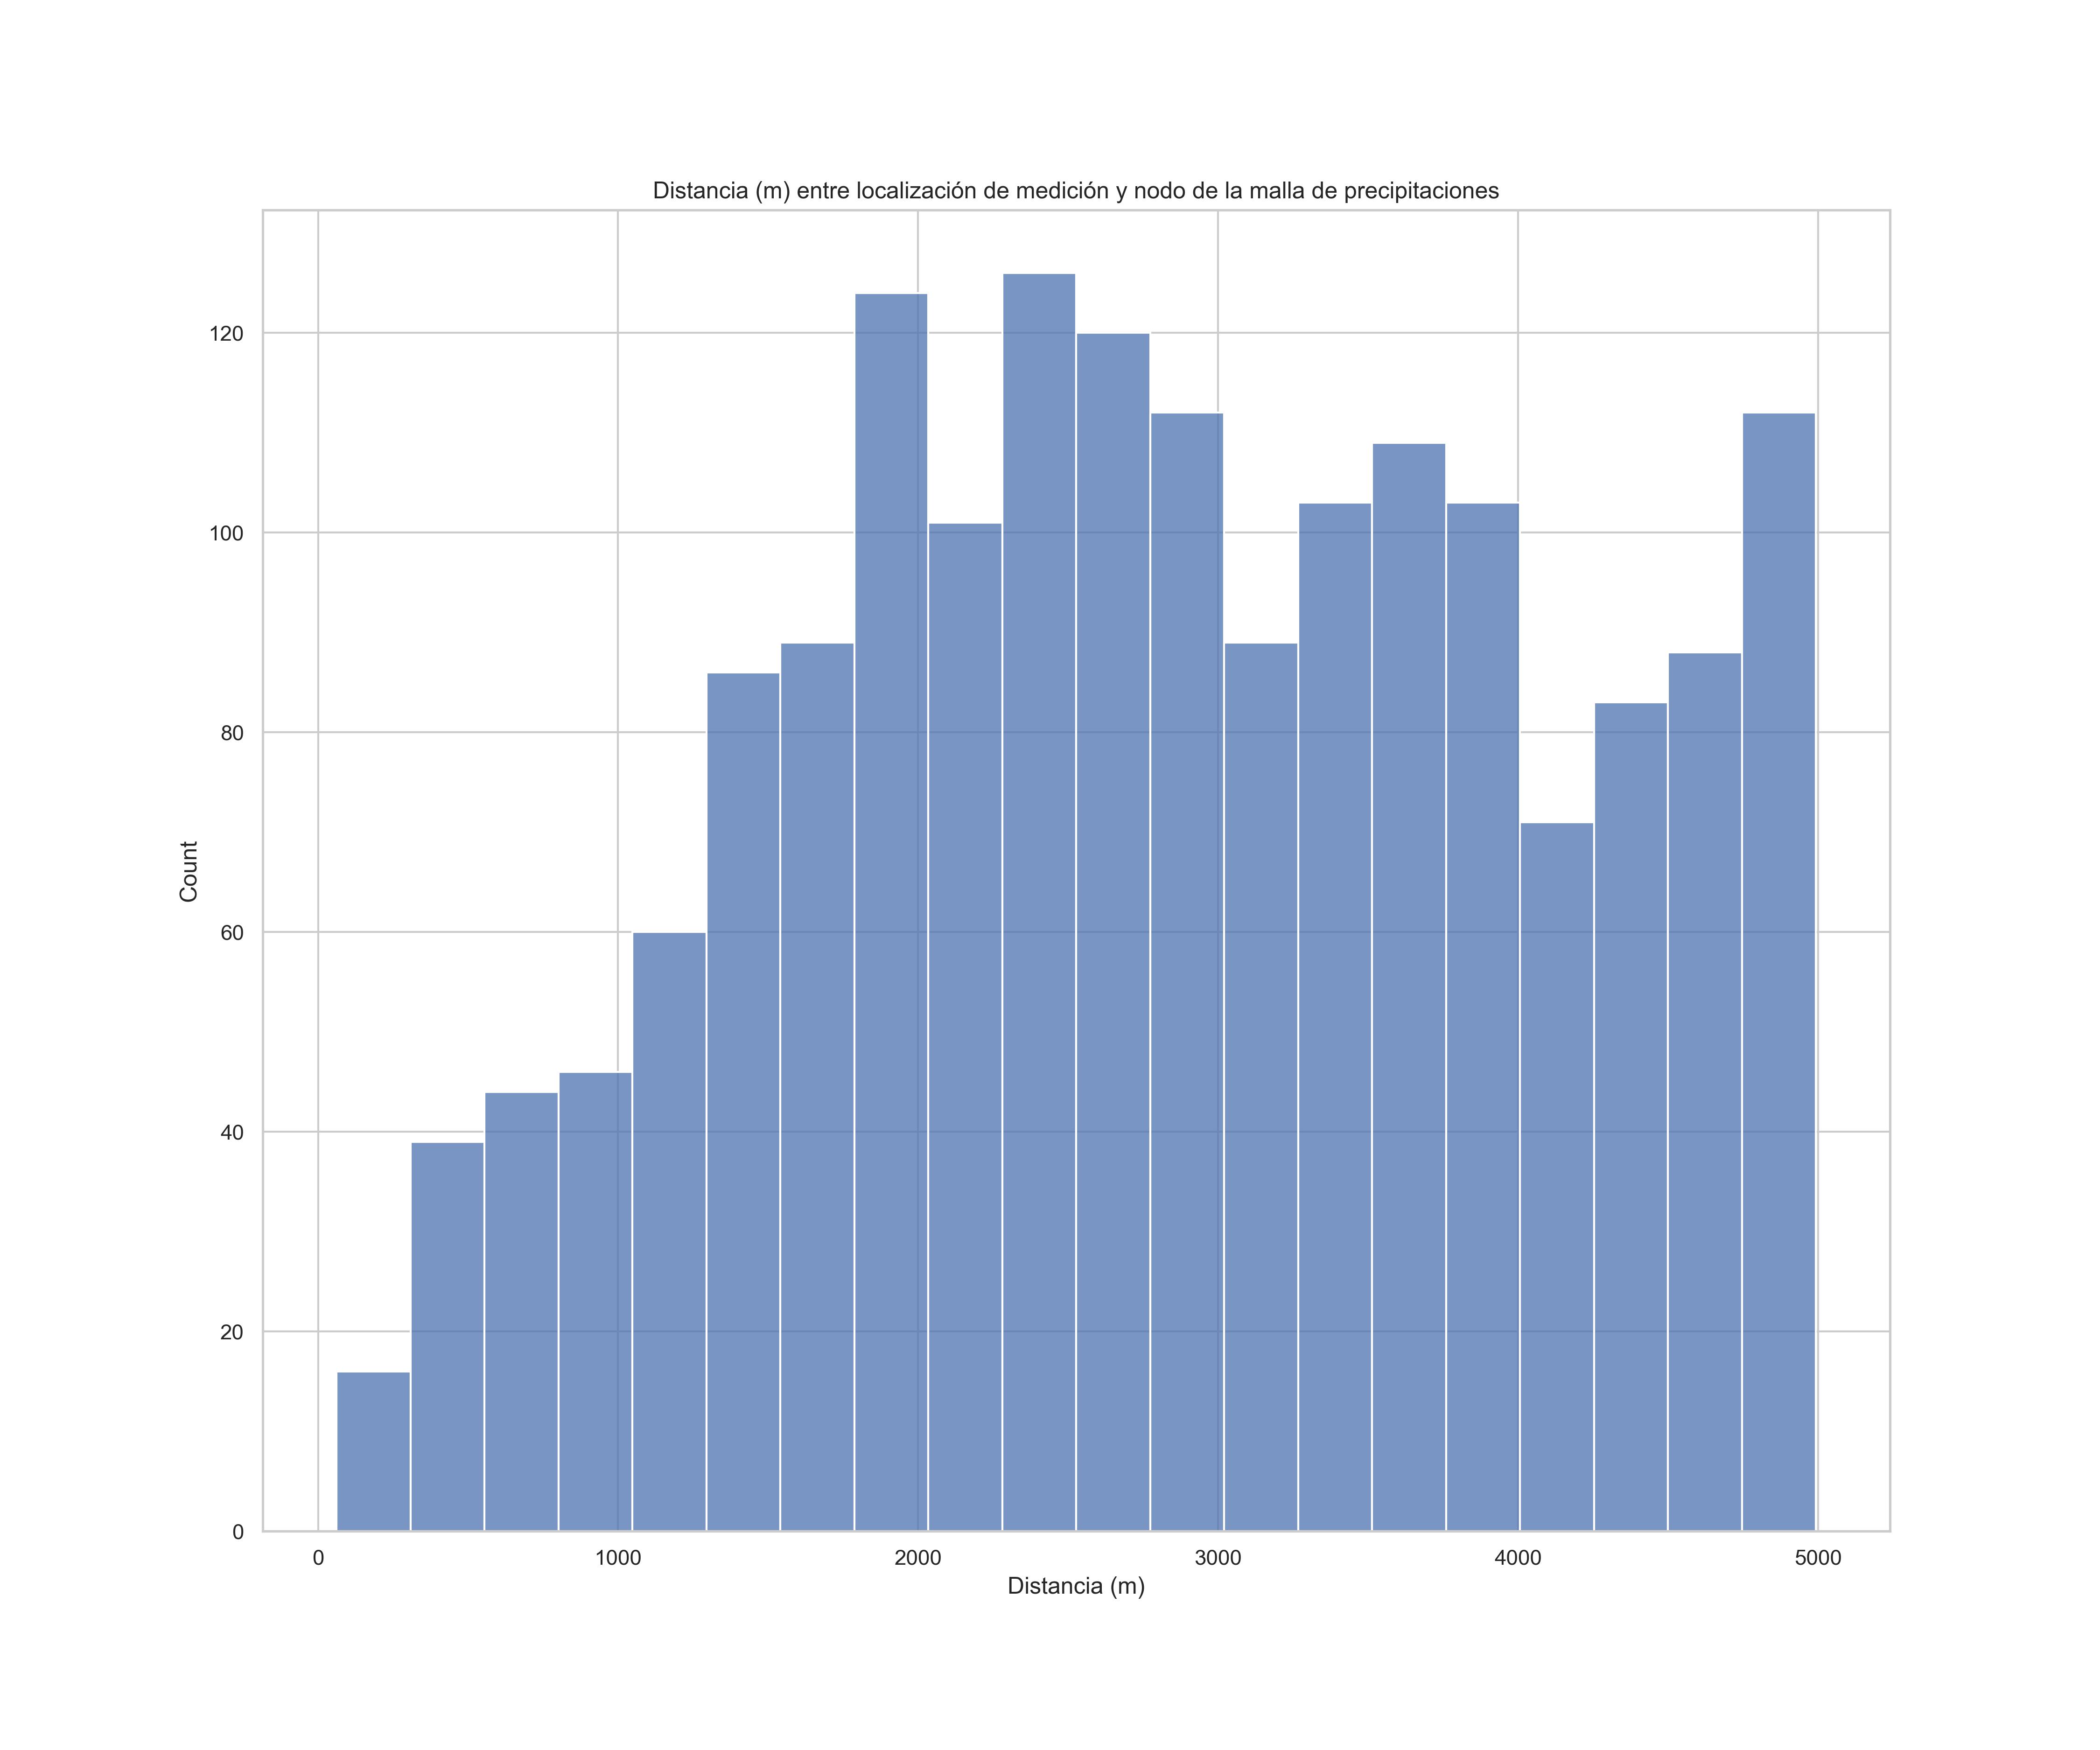 Distancia (m) entre localización de medición y nodo de la malla de precipitaciones
120
100
80
60
40
20
0
Count
0 1000 2000 3000 4000 5000
Distancia (m)